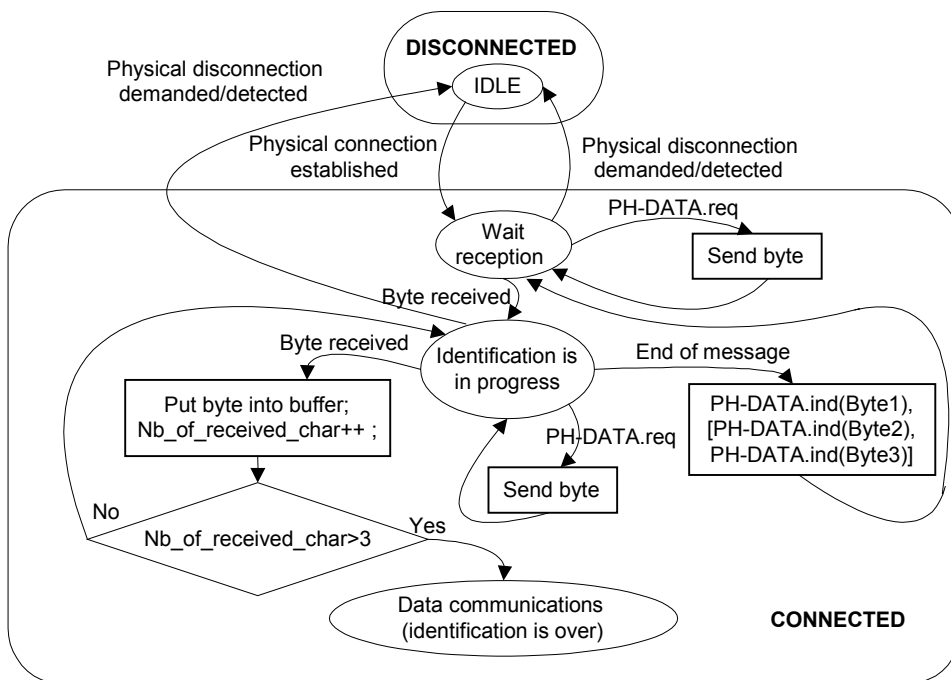 DISCONNECTED
IDLE
Physical disconnection
demanded/detected
Physical connection
established
Physical disconnection
demanded/detected
PH-DATA.req
Wait
reception
Send byte
Byte received
Byte received
Identification is
in progress
End of message
Put byte into buffer;
Nb_of_received_char++ ;
PH-DATA.ind(Byte1),
[PH-DATA.ind(Byte2),
PH-DATA.ind(Byte3)]
PH-DATA.req
Send byte
No
Yes
Nb_of_received_char>3
Data communications
(identification is over)
CONNECTED